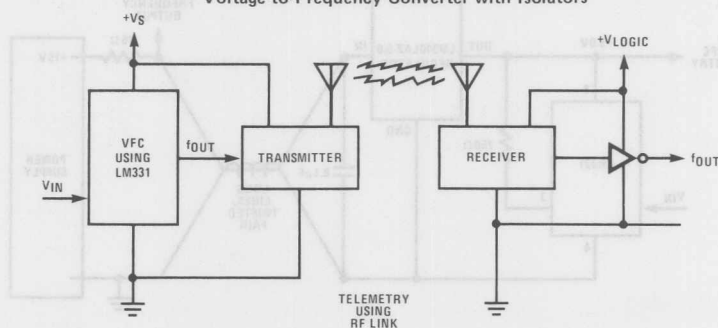 Voltage-to-Frequency Converter with Isolators
+VS
+VLOGIC
VFC
USING
LM331
fOUT
TRANSMITTER
RECEIVER
fOUT
VIN
TELEMETRY
USING
RF LINK